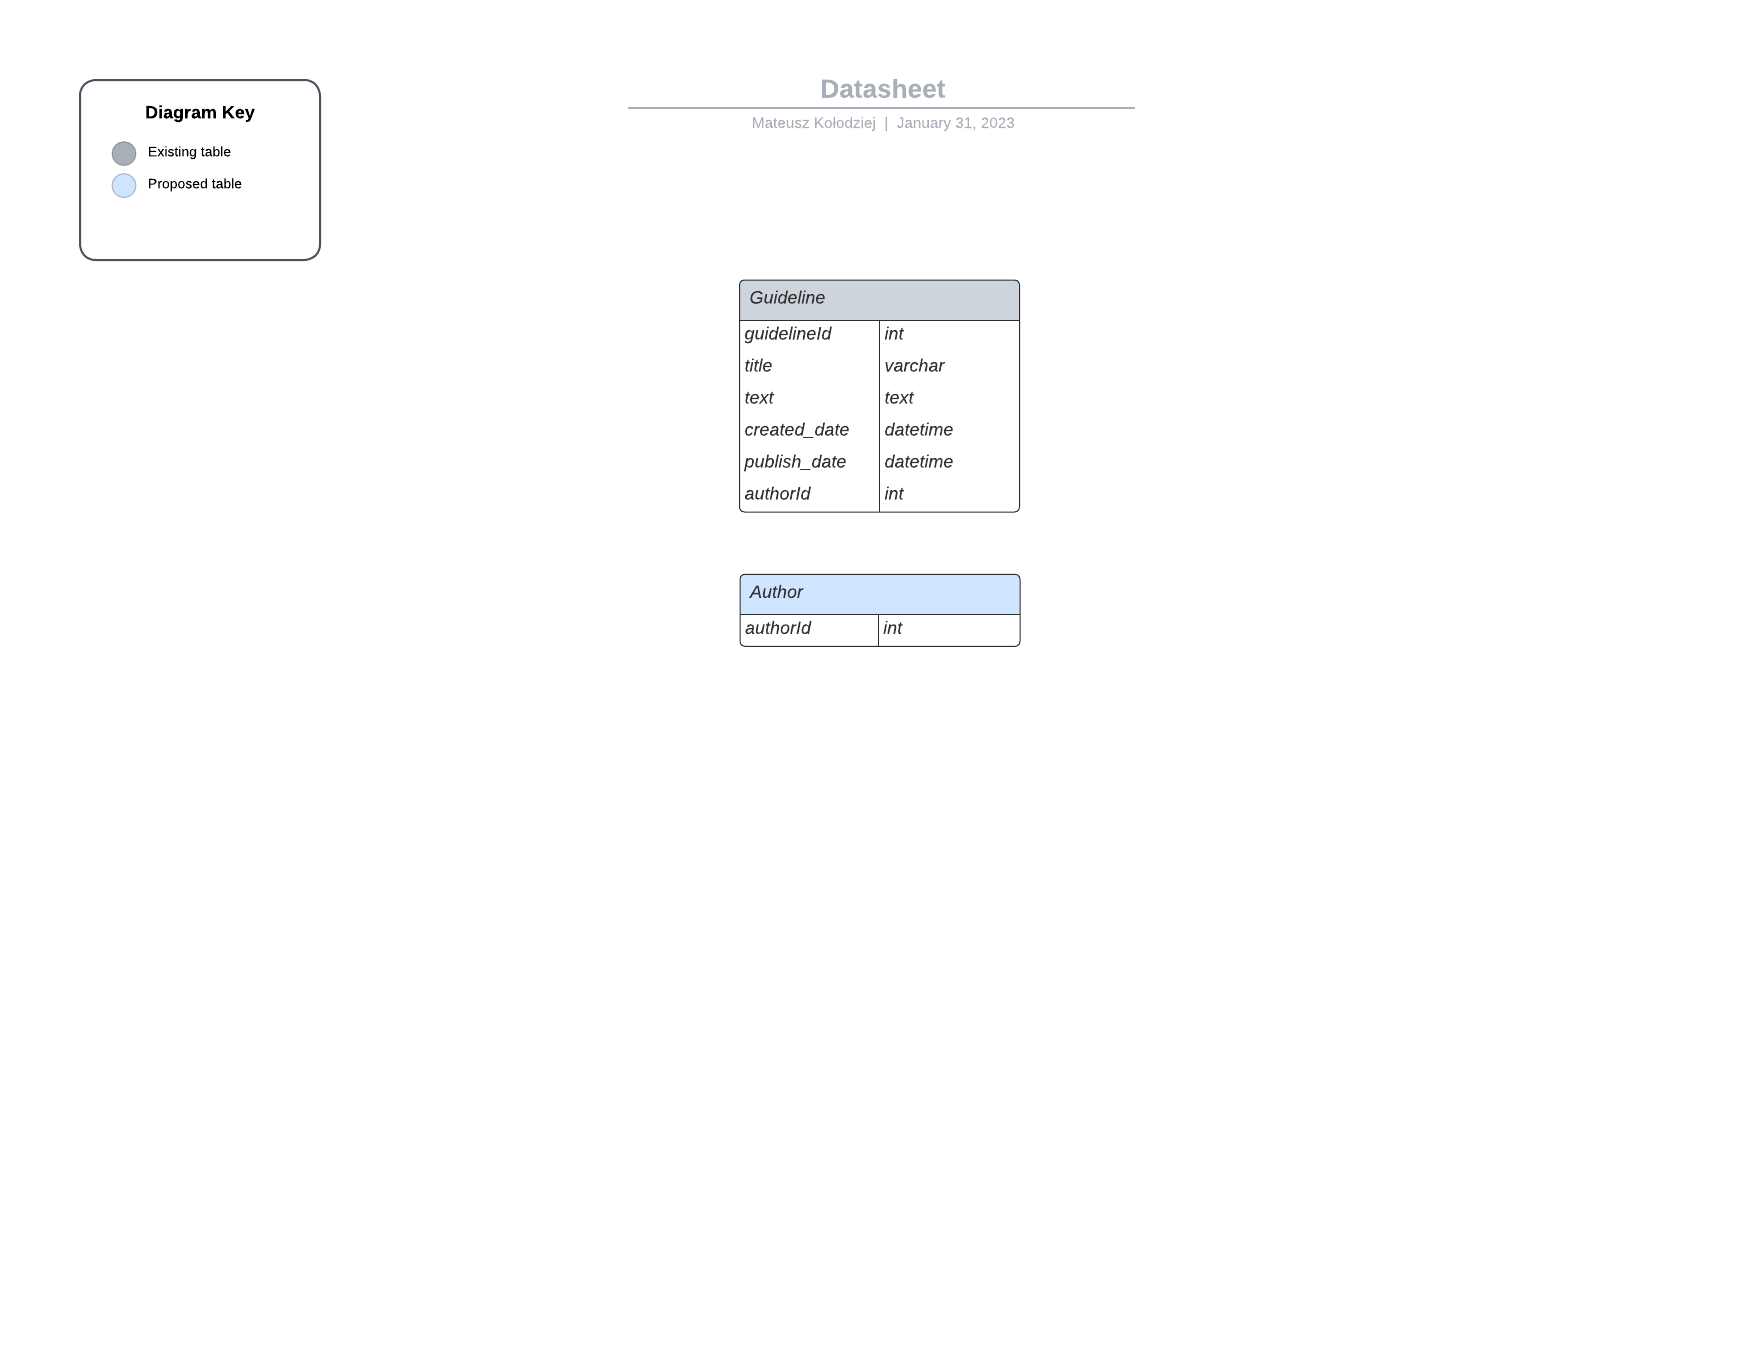 Datasheet
Mateusz Kołodziej | January 31, 2023
Diagram Key
Existing table
Proposed table
Guideline
guidelineId int
title varchar
text text
created_date datetime
publish_date datetime
authorId int
Author
authorId int